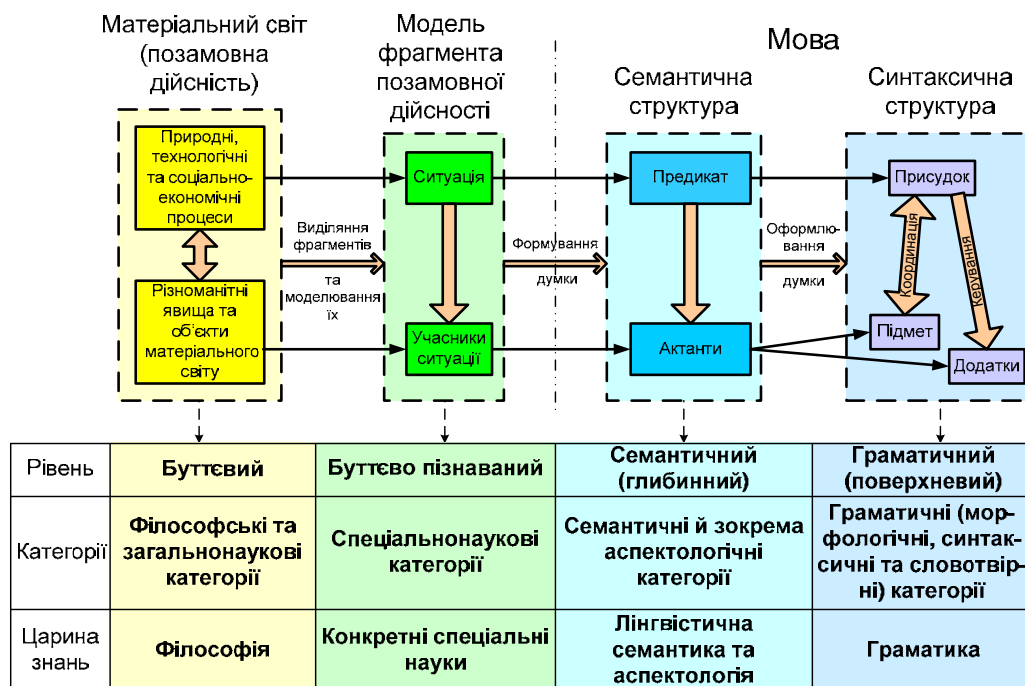 Матеріальний світ
(позамовна
дійсність)
Модель
фрагмента
позамовної
дійсності
Мова
Семантична
структура
Синтаксична
структура
Природні,
технологічні
та соціально-
економічні
процеси
Ситуація
Предикат
Присудок
Виділяння
фрагментів
та
моделювання
їх
Формування
думки
Оформлю-
вання
думки
Координація
Керування
Різноманітні
явища та
об‘єкти
матеріального
світу
Учасники
ситуації
Актанти
Підмет
Додатки
Рівень
Буттєвий
Буттєво пізнаваний
Семантичний
(глибинний)
Граматичний
(поверхневий)
Категорії
Філософські та
загальнонаукові
категорії
Спеціальнонаукові
категорії
Семантичні й зокрема
аспектологічні
категорії
Граматичні (мор-
фологічні, синтак-
сичні та словотвір-
ні) категорії
Царина
знань
Філософія
Конкретні спеціальні
науки
Лінгвістична
семантика та
аспектологія
Граматика